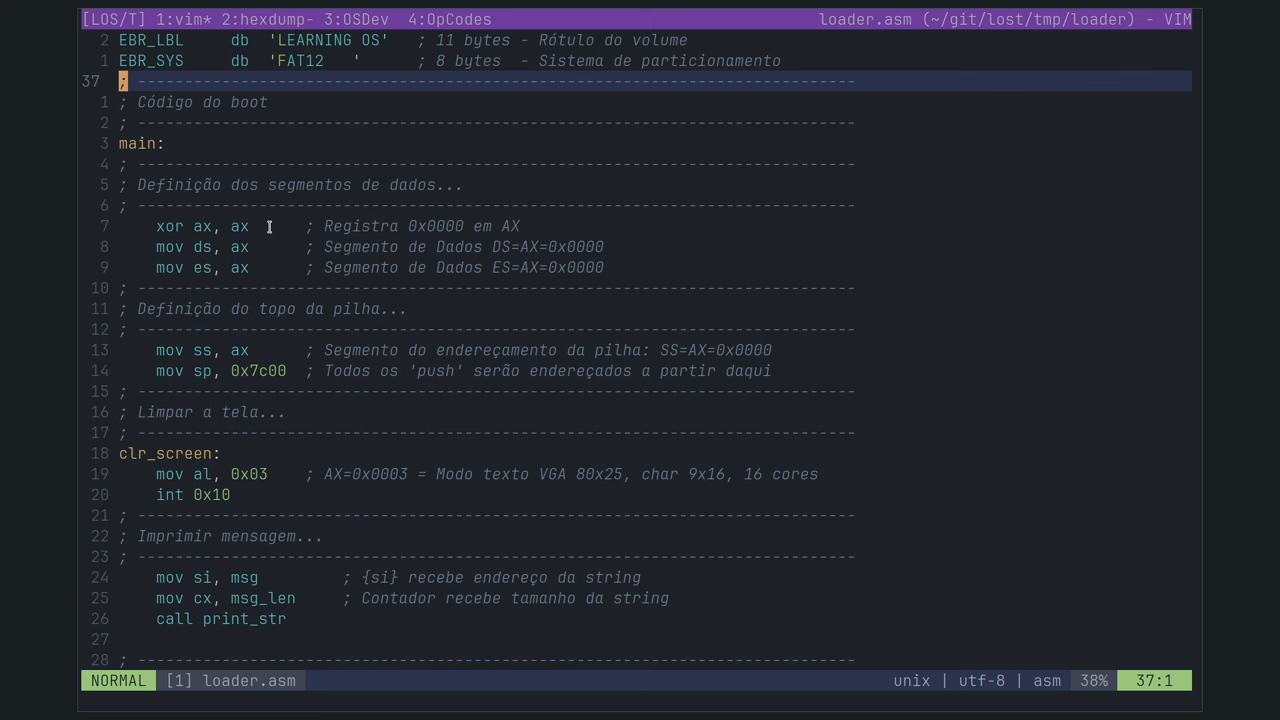 [LOS/T] 1:vim* 2:hexdump- 3:OSDev  4:OpCodes loader.asm (~/git/lost/tmp/loader) - VIM
2 EBR_LBL     db  'LEARNING OS'   ; 11 bytes - Rótulo do volume
1 EBR_SYS     db  'FAT12   '      ; 8 bytes  - Sistema de particionamento
37 ; -----------------------------------------------------------------------------
1 ; Código do boot
2 ; -----------------------------------------------------------------------------
3 main:
4 ; -----------------------------------------------------------------------------
5 ; Definição dos segmentos de dados...
6 ; -----------------------------------------------------------------------------
7     xor ax, ax      ; Registra 0x0000 em AX
8     mov ds, ax      ; Segmento de Dados DS=AX=0x0000
9     mov es, ax      ; Segmento de Dados ES=AX=0x0000
10 ; -----------------------------------------------------------------------------
11 ; Definição do topo da pilha...
12 ; -----------------------------------------------------------------------------
13     mov ss, ax      ; Segmento do endereçamento da pilha: SS=AX=0x0000
14     mov sp, 0x7c00  ; Todos os 'push' serão endereçados a partir daqui
15 ; -----------------------------------------------------------------------------
16 ; Limpar a tela...
17 ; -----------------------------------------------------------------------------
18 clr_screen:
19     mov al, 0x03    ; AX=0x0003 = Modo texto VGA 80x25, char 9x16, 16 cores
20     int 0x10
21 ; -----------------------------------------------------------------------------
22 ; Imprimir mensagem...
23 ; -----------------------------------------------------------------------------
24     mov si, msg         ; {si} recebe endereço da string
25     mov cx, msg_len     ; Contador recebe tamanho da string
26     call print_str
27
28 ; -----------------------------------------------------------------------------
NORMAL [1] loader.asm unix | utf-8 | asm 38% 37:1